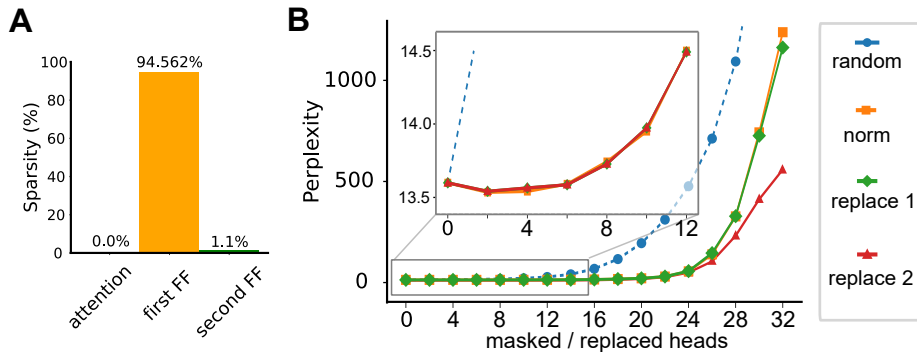 A
Sparsity (%)
100
80
60
40
20
0
0.0%
94.562%
1.1%
attention
first FF
second FF
B
Perplexity
1000
500
0
14.5
14.0
13.5
0 4 8 12
0 4 8 12 16 20 24 28 32
masked / replaced heads
random
norm
replace 1
replace 2